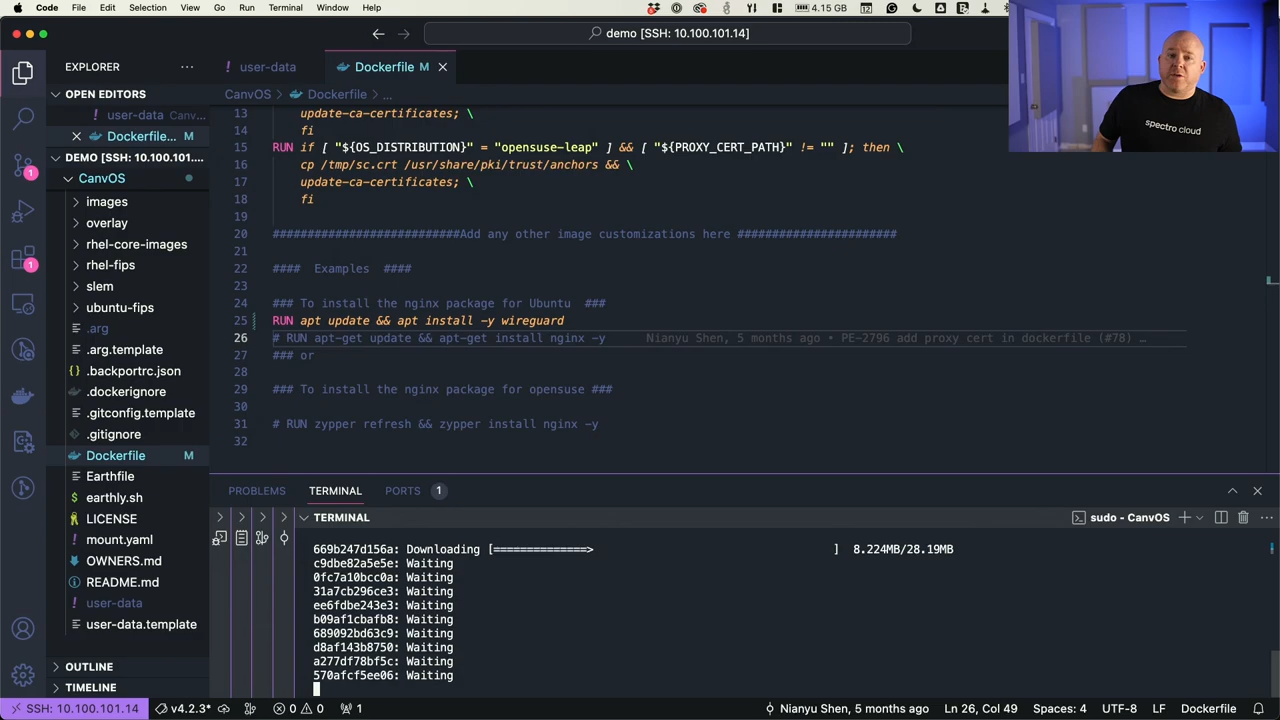 Code File Edit Selection View Go Run Terminal Window Help 4.15 GB
demo [SSH: 10.100.101.14]
EXPLORER
user-data
Dockerfile M
OPEN EDITORS
CanvOS > Dockerfile > ...
user-data Canv...
Dockerfile... M
DEMO [SSH: 10.100.101....
CanvOS
images
overlay
rhel-core-images
rhel-fips
slem
ubuntu-fips
.arg
.arg.template
.backportrc.json
.dockerignore
.gitconfig.template
.gitignore
Dockerfile M
Earthfile
earthly.sh
LICENSE
mount.yaml
OWNERS.md
README.md
user-data
user-data.template
OUTLINE
TIMELINE
1
1
13 update-ca-certificates; \
14 fi
15 RUN if [ "${OS_DISTRIBUTION}" = "opensuse-leap" ] && [ "${PROXY_CERT_PATH}" != "" ]; then \
16 cp /tmp/sc.crt /usr/share/pki/trust/anchors && \
17 update-ca-certificates; \
18 fi
19
20 ###########################Add any other image customizations here #######################
21
22 #### Examples ####
23
24 ### To install the nginx package for Ubuntu ###
25 RUN apt update && apt install -y wireguard
26 # RUN apt-get update && apt-get install nginx -y Nianyu Shen, 5 months ago • PE-2796 add proxy cert in dockerfile (#78) …
27 ### or
28
29 ### To install the nginx package for opensuse ###
30
31 # RUN zypper refresh && zypper install nginx -y
32
spectro cloud
PROBLEMS TERMINAL PORTS 1
TERMINAL
sudo - CanvOS
669b247d156a: Downloading [==============> ] 8.224MB/28.19MB
c9dbe82a5e5e: Waiting
0fc7a10bcc0a: Waiting
31a7cb296ce3: Waiting
ee6fdbe243e3: Waiting
b09af1cbafb8: Waiting
689092bd63c9: Waiting
d8af143b8750: Waiting
a277df78bf5c: Waiting
570afcf5ee06: Waiting
SSH: 10.100.101.14 v4.2.3* 0 0 1 Nianyu Shen, 5 months ago Ln 26, Col 49 Spaces: 4 UTF-8 LF Dockerfile